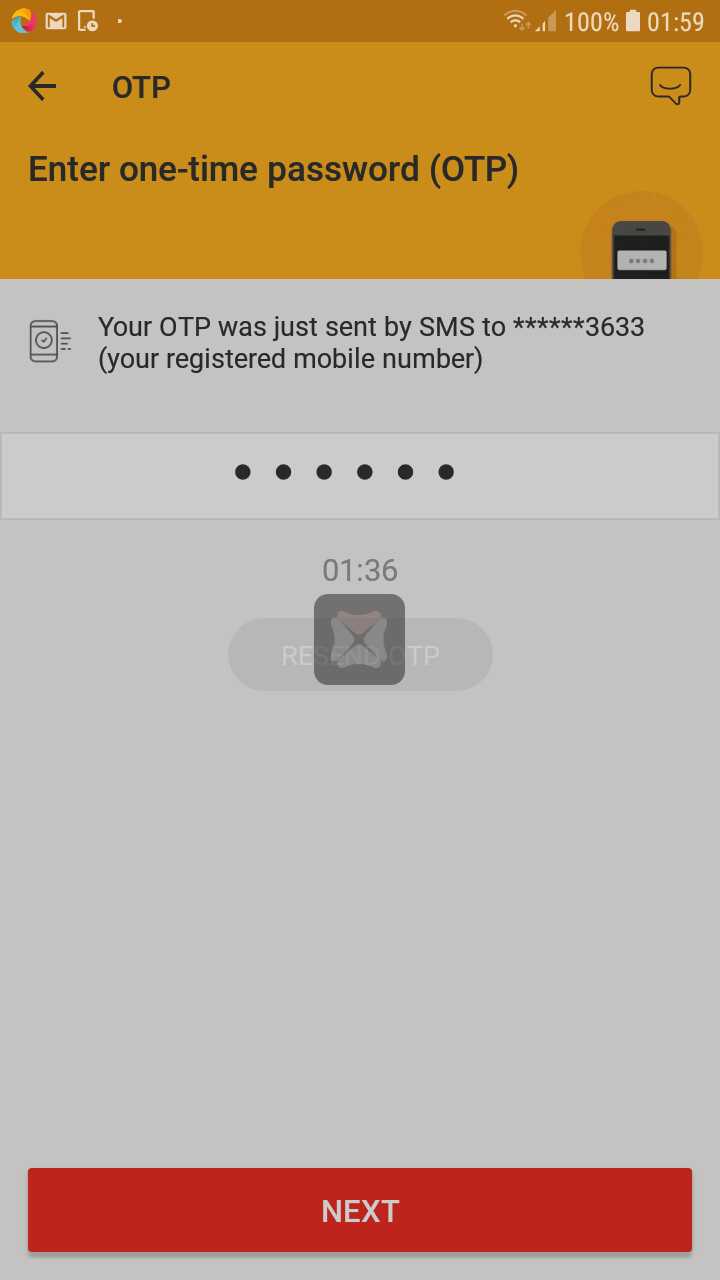 100% 01:59
OTP
Enter one-time password (OTP)
Your OTP was just sent by SMS to ******3633
(your registered mobile number)
01:36
RESEND OTP
NEXT